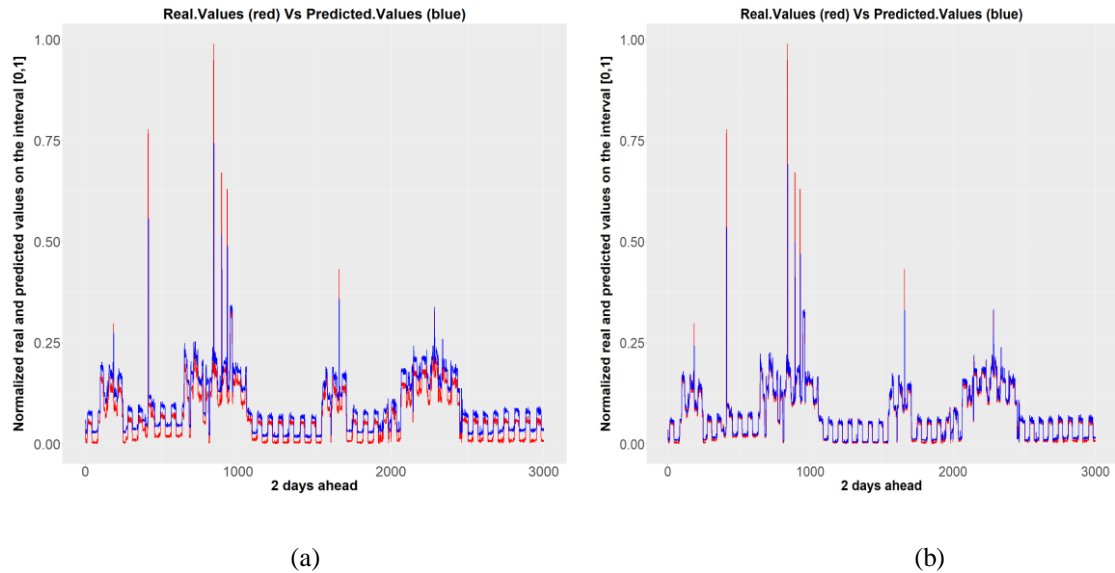 Real.Values (red) Vs Predicted.Values (blue)
Normalized real and predicted values on the interval [0,1]
1.00
0.75
0.50
0.25
0.00
0
1000
2000
3000
2 days ahead
(a)
Real.Values (red) Vs Predicted.Values (blue)
Normalized real and predicted values on the interval [0,1]
1.00
0.75
0.50
0.25
0.00
0
1000
2000
3000
2 days ahead
(b)